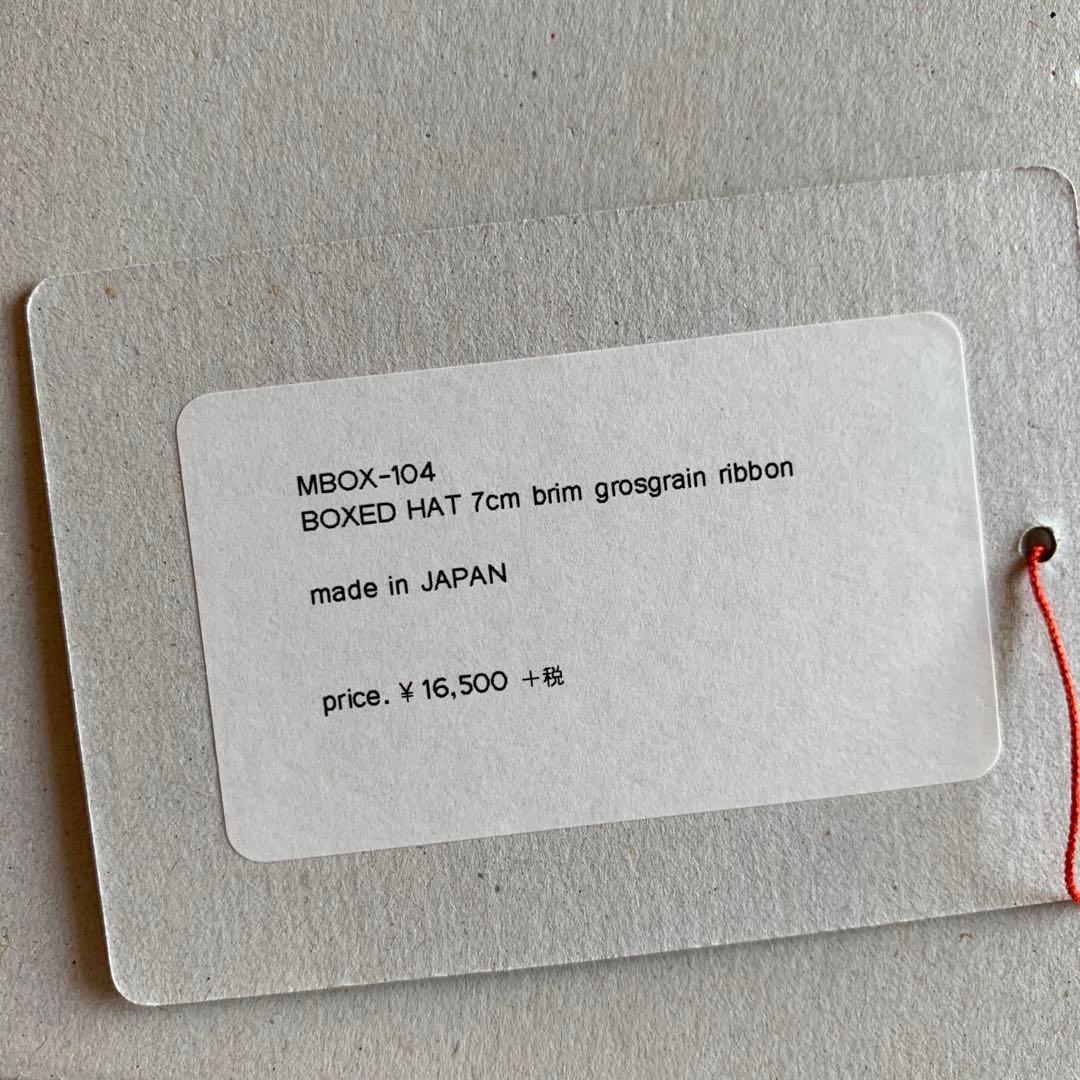 MBOX-104
BOXED HAT 7cm brim grosgrain ribbon
made in JAPAN
price. ¥ 16,500 +税